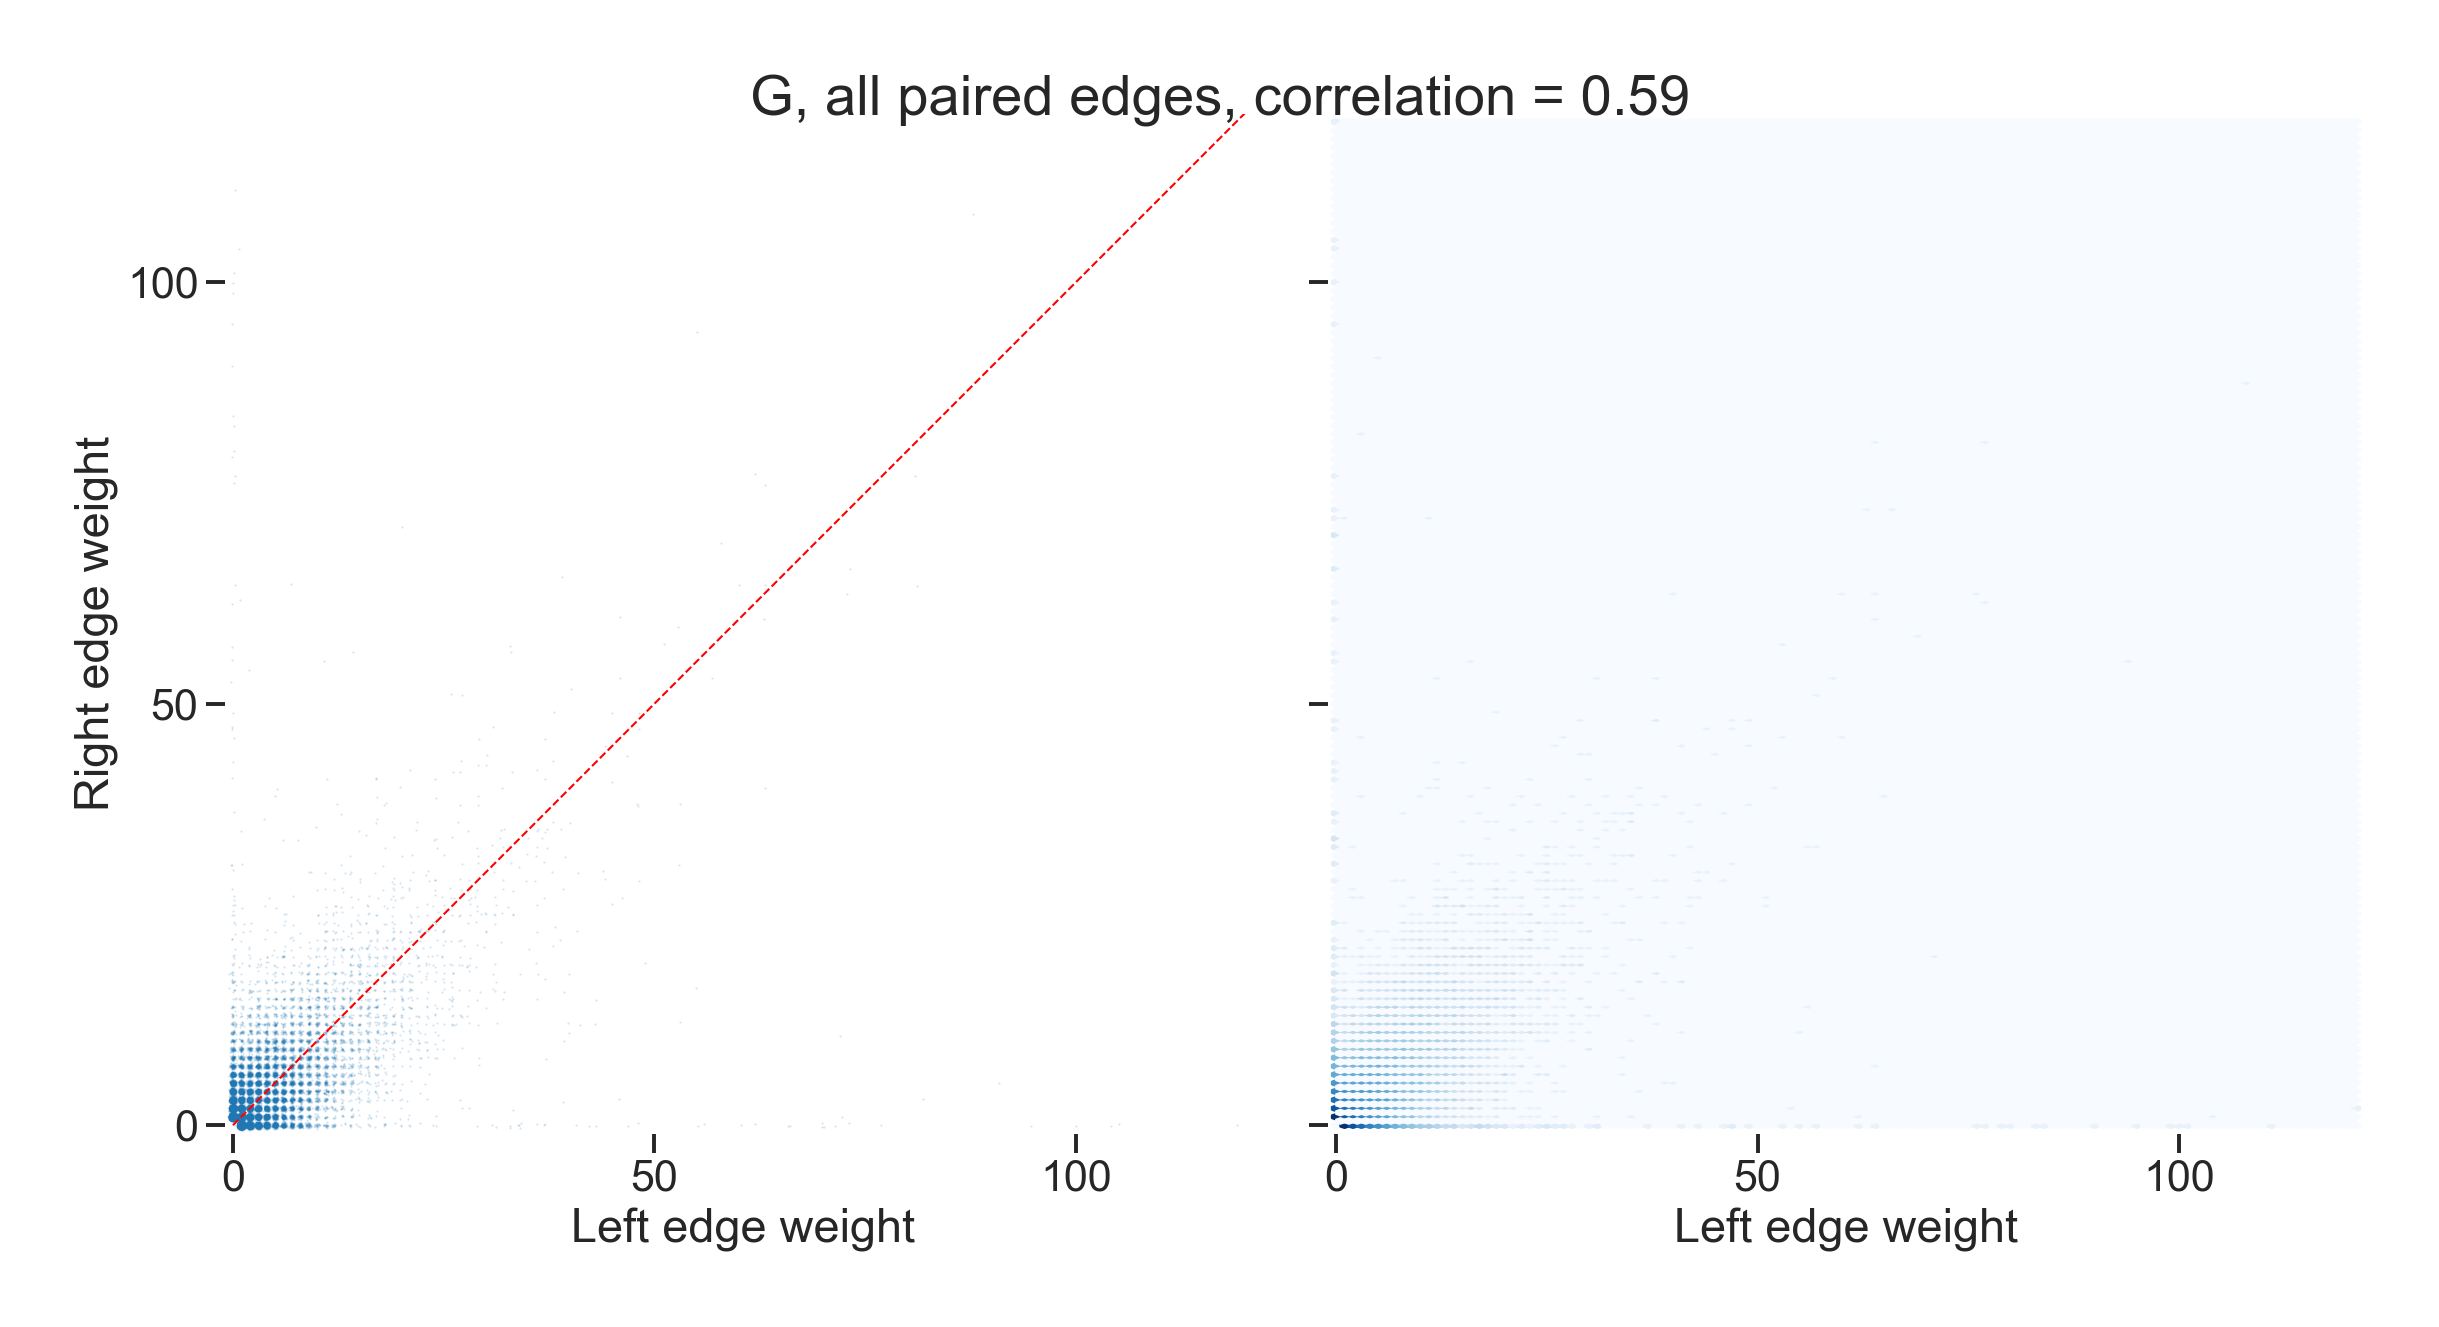 G, all paired edges, correlation = 0.59
Right edge weight
100
50
0
0 50 100
Left edge weight
0 50 100
Left edge weight